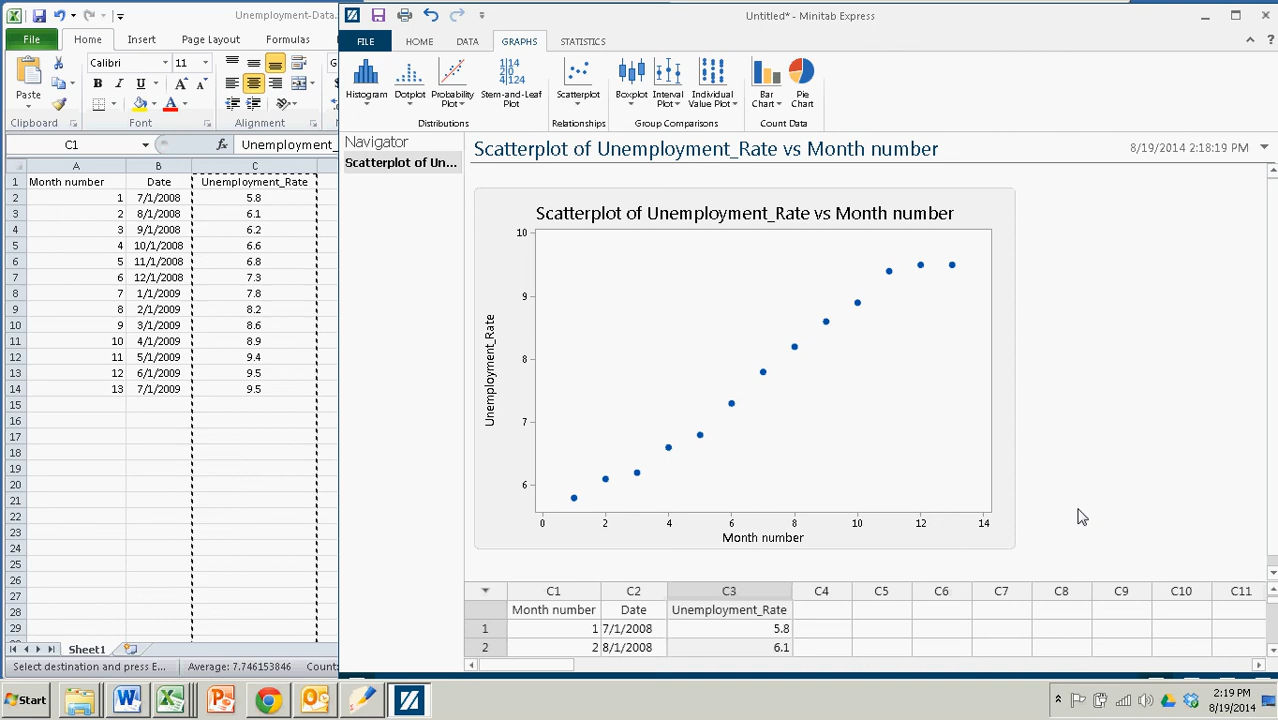 Unemployment-Data.
File
Home
Insert
Page Layout
Formulas
Calibri
11
Paste
B
I
U
A
A
Clipboard
Font
Alignment
C1
fx
Unemployment_
A
B
C
1 Month number Date Unemployment_Rate
2 1 7/1/2008 5.8
3 2 8/1/2008 6.1
4 3 9/1/2008 6.2
5 4 10/1/2008 6.6
6 5 11/1/2008 6.8
7 6 12/1/2008 7.3
8 7 1/1/2009 7.8
9 8 2/1/2009 8.2
10 9 3/1/2009 8.6
11 10 4/1/2009 8.9
12 11 5/1/2009 9.4
13 12 6/1/2009 9.5
14 13 7/1/2009 9.5
15
16
17
18
19
20
21
22
23
24
25
26
27
28
29
Sheet1
Select destination and press E...
Average: 7.746153846
Count:
Untitled* - Minitab Express
FILE
HOME
DATA
GRAPHS
STATISTICS
Histogram
Dotplot
Probability
Plot
Stem-and-Leaf
Plot
Scatterplot
Boxplot
Interval
Plot
Individual
Value Plot
Bar
Chart
Pie
Chart
Distributions
Relationships
Group Comparisons
Count Data
Navigator
Scatterplot of Un...
Scatterplot of Unemployment_Rate vs Month number
8/19/2014 2:18:19 PM
Scatterplot of Unemployment_Rate vs Month number
10
9
8
7
6
Unemployment_Rate
0 2 4 6 8 10 12 14
Month number
C1 C2 C3 C4 C5 C6 C7 C8 C9 C10 C11
Month number Date Unemployment_Rate
1 1 7/1/2008 5.8
2 2 8/1/2008 6.1
Start
2:19 PM
8/19/2014